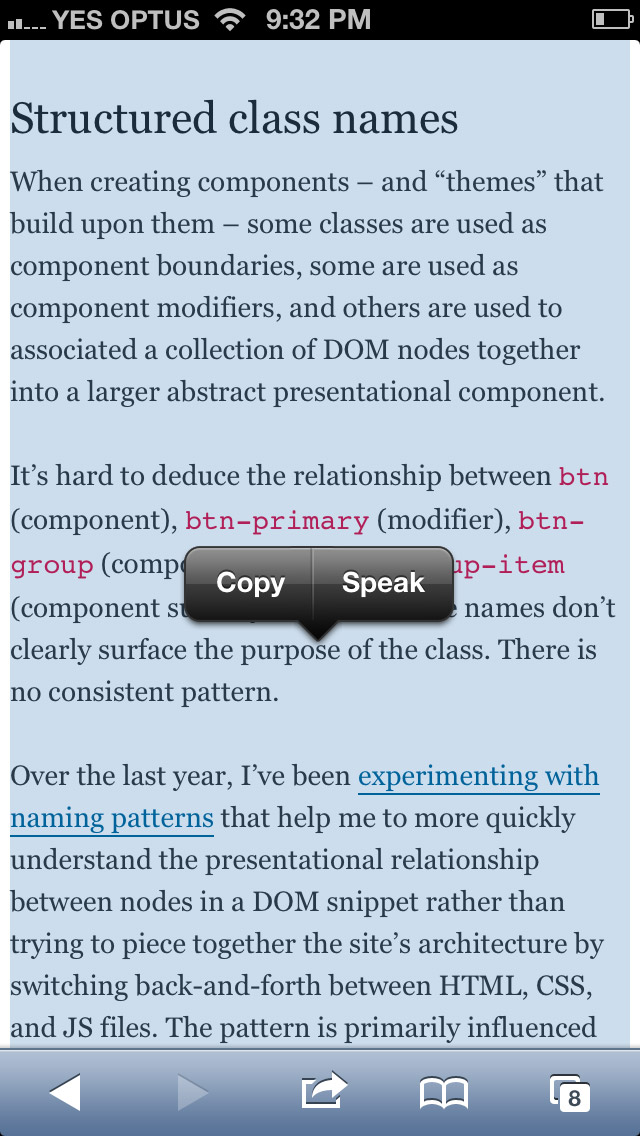 YES OPTUS 9:32 PM
Structured class names
When creating components – and “themes” that
build upon them – some classes are used as
component boundaries, some are used as
component modifiers, and others are used to
associated a collection of DOM nodes together
into a larger abstract presentational component.
It’s hard to deduce the relationship between btn
(component), btn-primary (modifier), btn-
group (comp up-item
(component names don’t
Copy Speak
clearly surface the purpose of the class. There is
no consistent pattern.
Over the last year, I’ve been experimenting with
naming patterns that help me to more quickly
understand the presentational relationship
between nodes in a DOM snippet rather than
trying to piece together the site’s architecture by
switching back-and-forth between HTML, CSS,
and JS files. The pattern is primarily influenced
8